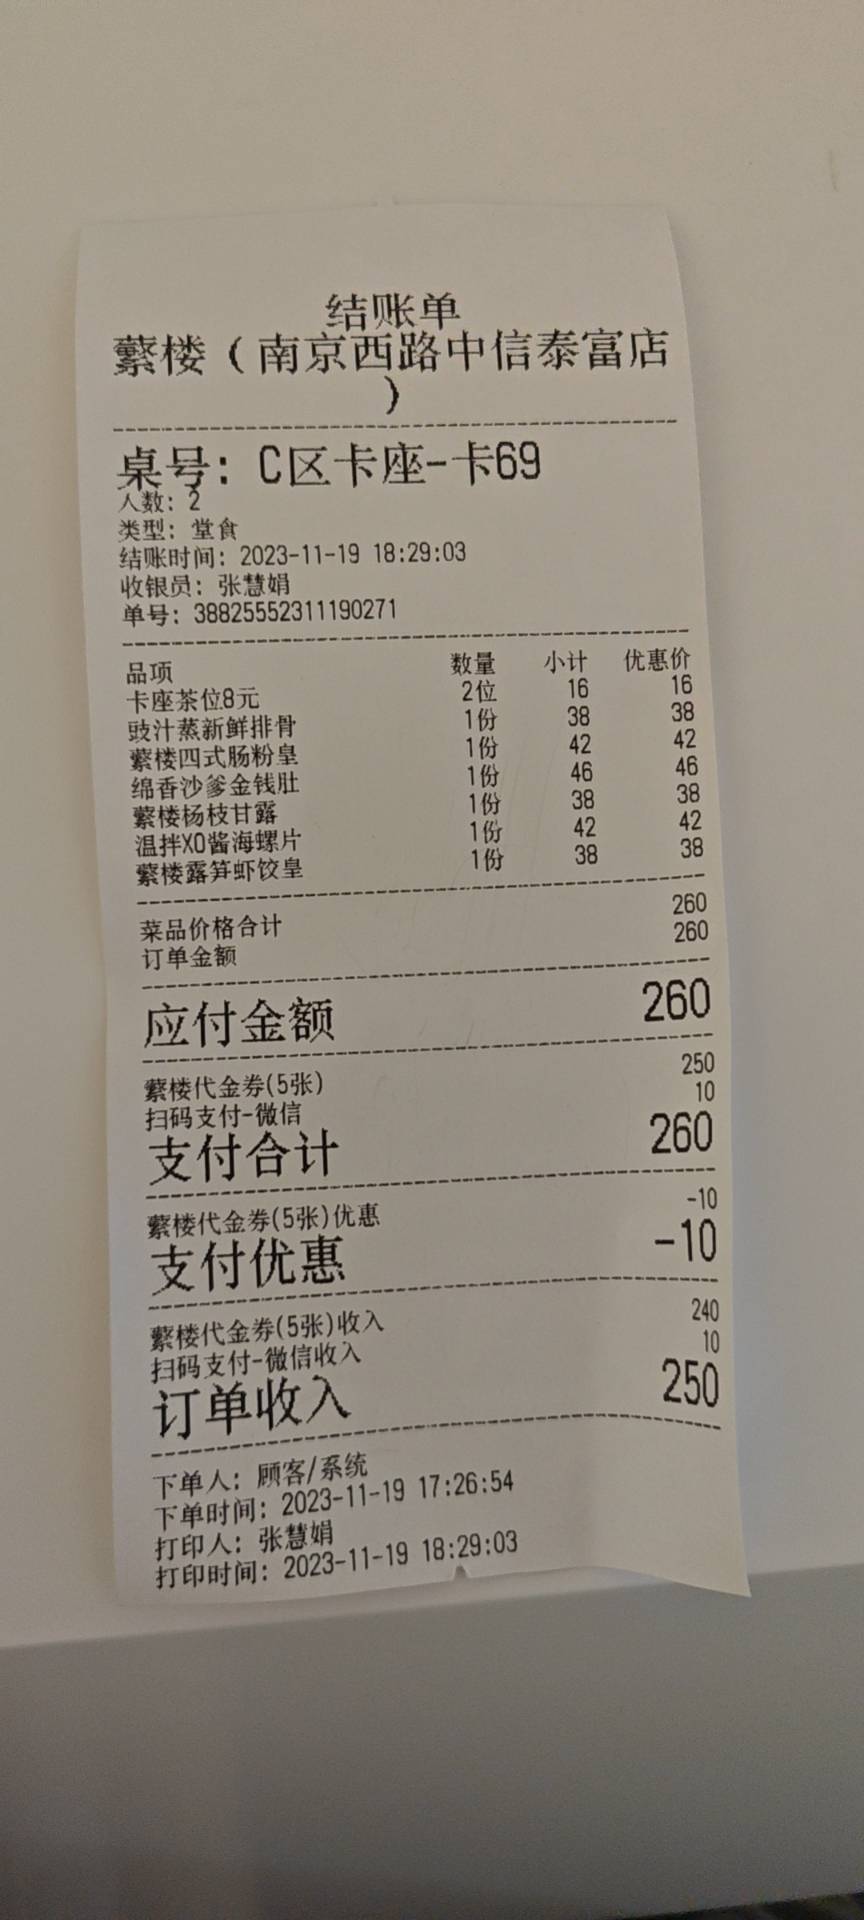 结账单
蘩楼（南京西路中信泰富店
）
桌号: C区卡座-卡69
人数: 2
类型: 堂食
结账时间: 2023-11-19 18:29:03
收银员: 张慧娟
单号: 38825552311190271
品项 数量 小计 优惠价
卡座茶位8元 2位 16 16
豉汁蒸新鲜排骨 1份 38 38
蘩楼四式肠粉皇 1份 42 42
绵香沙爹金钱肚 1份 46 46
蘩楼杨枝甘露 1份 38 38
温拌XO酱海螺片 1份 42 42
蘩楼露笋虾饺皇 1份 38 38
菜品价格合计 260
订单金额 260
应付金额 260
蘩楼代金券(5张) 250
扫码支付-微信 10
支付合计 260
蘩楼代金券(5张)优惠 -10
支付优惠 -10
蘩楼代金券(5张)收入 240
扫码支付-微信收入 10
订单收入 250
下单人: 顾客/系统
下单时间: 2023-11-19 17:26:54
打印人: 张慧娟
打印时间: 2023-11-19 18:29:03